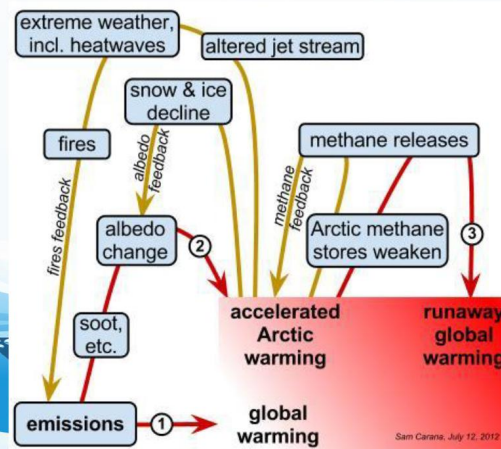 extreme weather,
incl. heatwaves
altered jet stream
snow & ice
decline
fires
albedo
feedback
methane releases
fires feedback
methane
feedback
albedo
change
2
Arctic methane
stores weaken
3
soot,
etc.
accelerated
Arctic
warming
runaway
global
warming
emissions
1
global
warming
Sam Carana, July 12, 2012